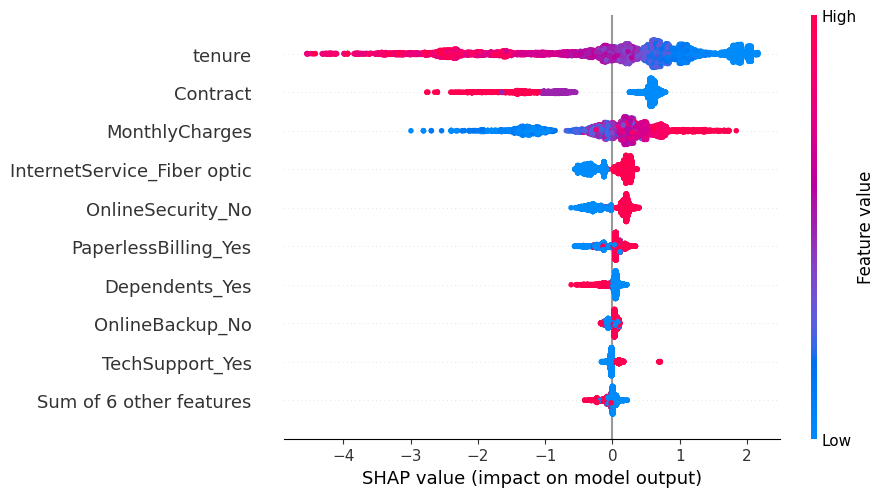 High
tenure
Contract
MonthlyCharges
InternetService_Fiber optic
OnlineSecurity_No
PaperlessBilling_Yes
Dependents_Yes
OnlineBackup_No
TechSupport_Yes
Sum of 6 other features
Feature value
Low
−4 −3 −2 −1 0 1 2
SHAP value (impact on model output)